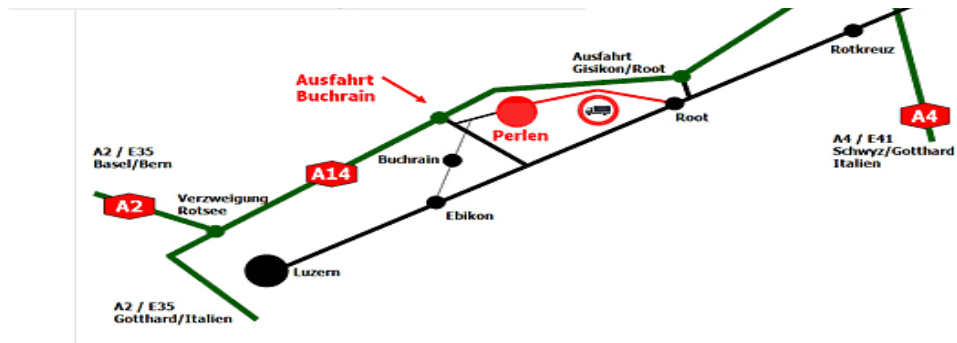 Rotkreuz
Ausfahrt
Gisikon/Root
Ausfahrt
Buchrain
Root
A4
Perlen
A4 / E41
Schwyz/Gotthard
Italien
A2 / E35
Basel/Bern
Buchrain
A14
Verzweigung
Rotsee
A2
Ebikon
Luzern
A2 / E35
Gotthard/Italien